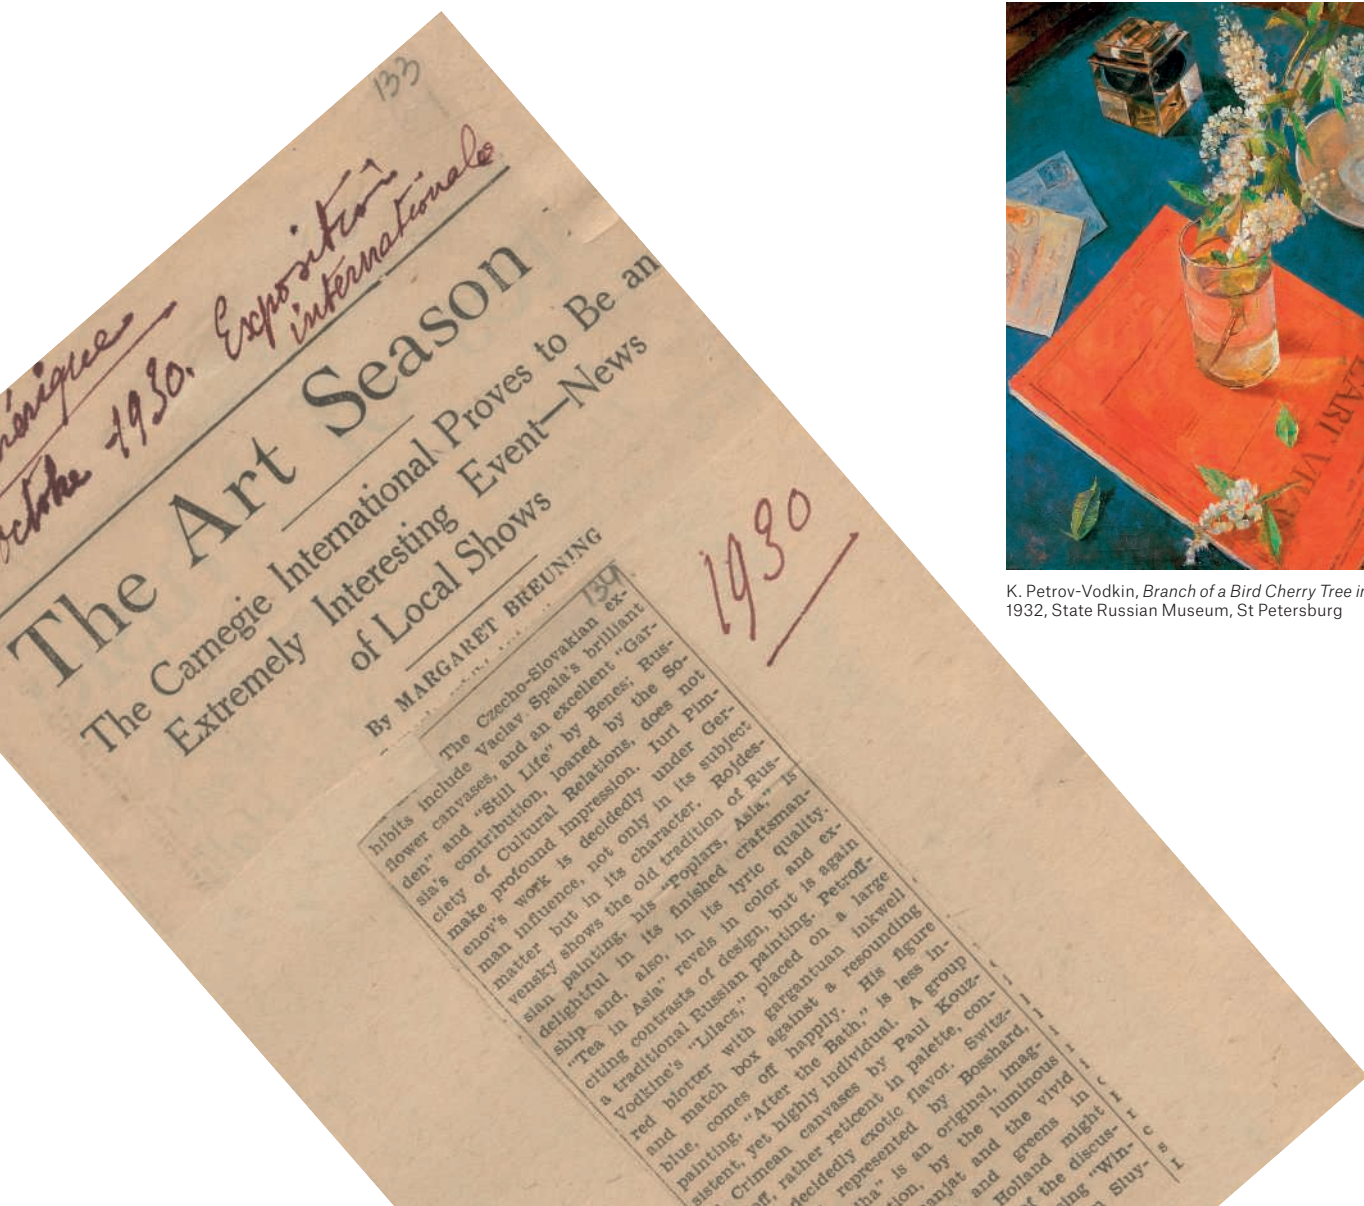 133
octobre 1930. Exposition
internationale
The Art Season
The Carnegie International Proves to Be an
Extremely Interesting Event—News
of Local Shows
By MARGARET BREUNING
134
1930
The Czecho-Slovakian ex-
hibits include Vaclav Spala's brilliant
flower canvases, and an excellent "Gar-
den" and "Still Life" by Benes; Rus-
sia's contribution, loaned by the So-
ciety of Cultural Relations, does not
make profound impression. Iuri Pim-
enov's work is decidedly under Ger-
man influence, not only in its subject
matter but in its character. Rojdes-
vensky shows the old tradition of Rus-
sian painting, his "Poplars, Asia," is
delightful in its finished craftsman-
ship and, also, in its lyric quality.
"Tea in Asia" revels in color and ex-
citing contrasts of design, but is again
a traditional Russian painting. Petroff-
Vodkine's "Lilacs," placed on a large
red blotter with gargantuan inkwell
and match box against a resounding
blue, comes off happily. His figure
painting, "After the Bath," is less in-
sistent, yet highly individual. A group
Crimean canvases by Paul Kouz-
off, rather reticent in palette, con-
decidedly exotic flavor. Switz-
represented by Bosshard,
is an original, imag-
by the luminous
and the vivid
and greens in
Holland might
the discus-
"Win-
Sluy-
L'ART VIV
K. Petrov-Vodkin, Branch of a Bird Cherry Tree in
1932, State Russian Museum, St Petersburg